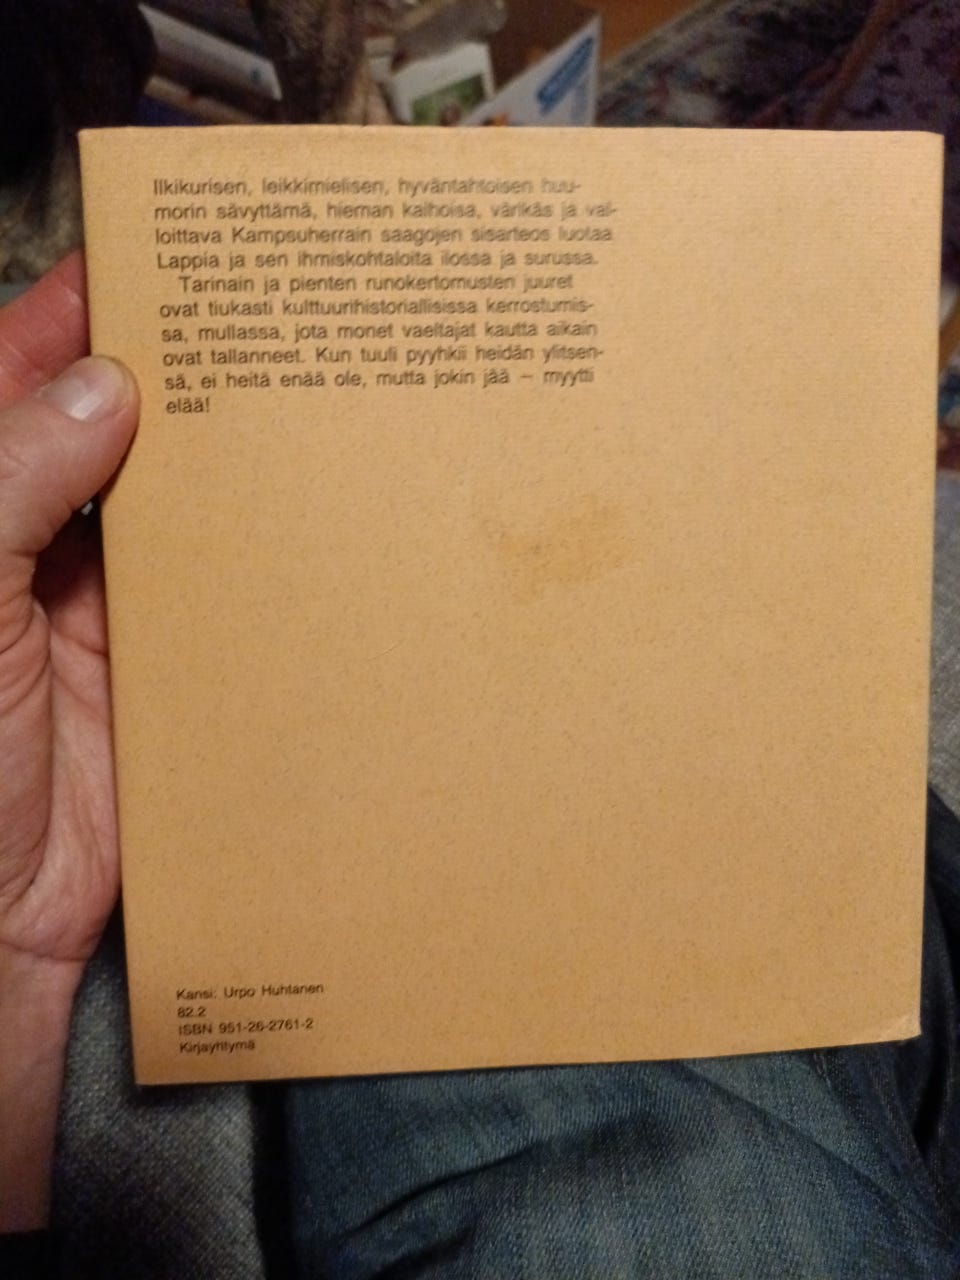 Ilkikurisen, leikkimielisen, hyväntahtoisen huu-
morin sävyttämä, hieman kaihoisa, värikäs ja val-
loittava Kampsuherrain saagojen sisarteos luotaa
Lappia ja sen ihmiskohtaloita ilossa ja surussa.
Tarinain ja pienten runokertomusten juuret
ovat tiukasti kulttuurihistoriallisissa kerrostumis-
sa, mullassa, jota monet vaeltajat kautta aikain
ovat tallanneet. Kun tuuli pyyhkii heidän ylitsen-
sä, ei heitä enää ole, mutta jokin jää – myytti
elää!
Kansi: Urpo Huhtanen
82.2
ISBN 951-26-2761-2
Kirjayhtymä